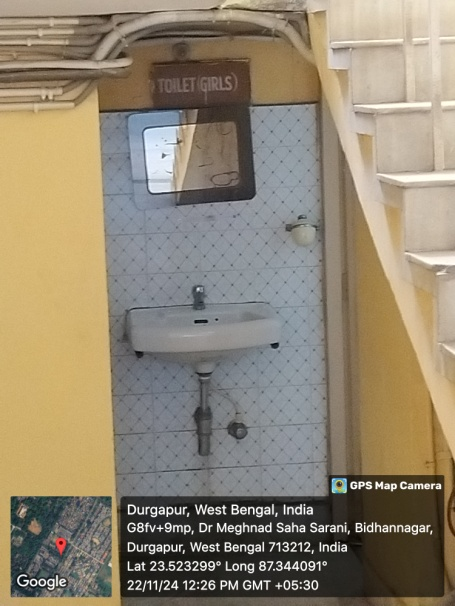 TOILET (GIRLS)
GPS Map Camera
Durgapur, West Bengal, India
G8fv+9mp, Dr Meghnad Saha Sarani, Bidhannagar,
Durgapur, West Bengal 713212, India
Lat 23.523299° Long 87.344091°
22/11/24 12:26 PM GMT +05:30
Google